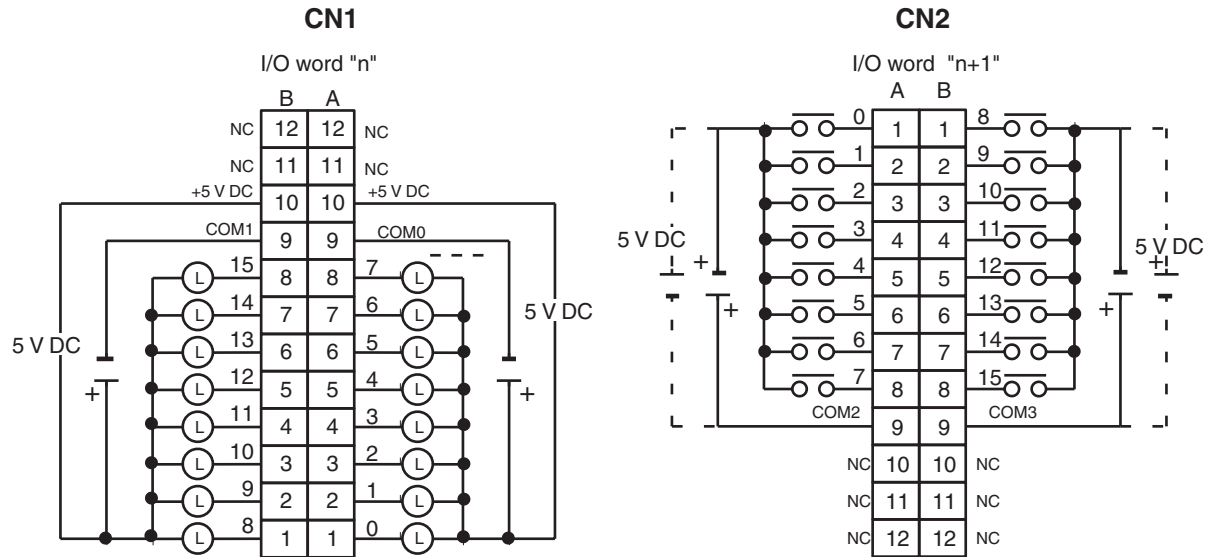 CN1
I/O word "n"
B A
NC 12 12 NC
NC 11 11 NC
+5 V DC 10 10 +5 V DC
COM1 9 9 COM0
L 15 8 8 7 L
L 14 7 7 6 L
5 V DC
L 13 6 6 5 L
5 V DC
L 12 5 5 4 L
+ +
L 11 4 4 3 L
L 10 3 3 2 L
L 9 2 2 1 L
L 8 1 1 0 L
CN2
I/O word "n+1"
A B
0 1 1 8
1 2 2 9
2 3 3 10
3 4 4 11
5 V DC 5 V DC
+ + 
4 5 5 12
5 6 6 13
+ +
6 7 7 14
7 8 8 15
COM2 9 9 COM3
NC 10 10 NC
NC 11 11 NC
NC 12 12 NC